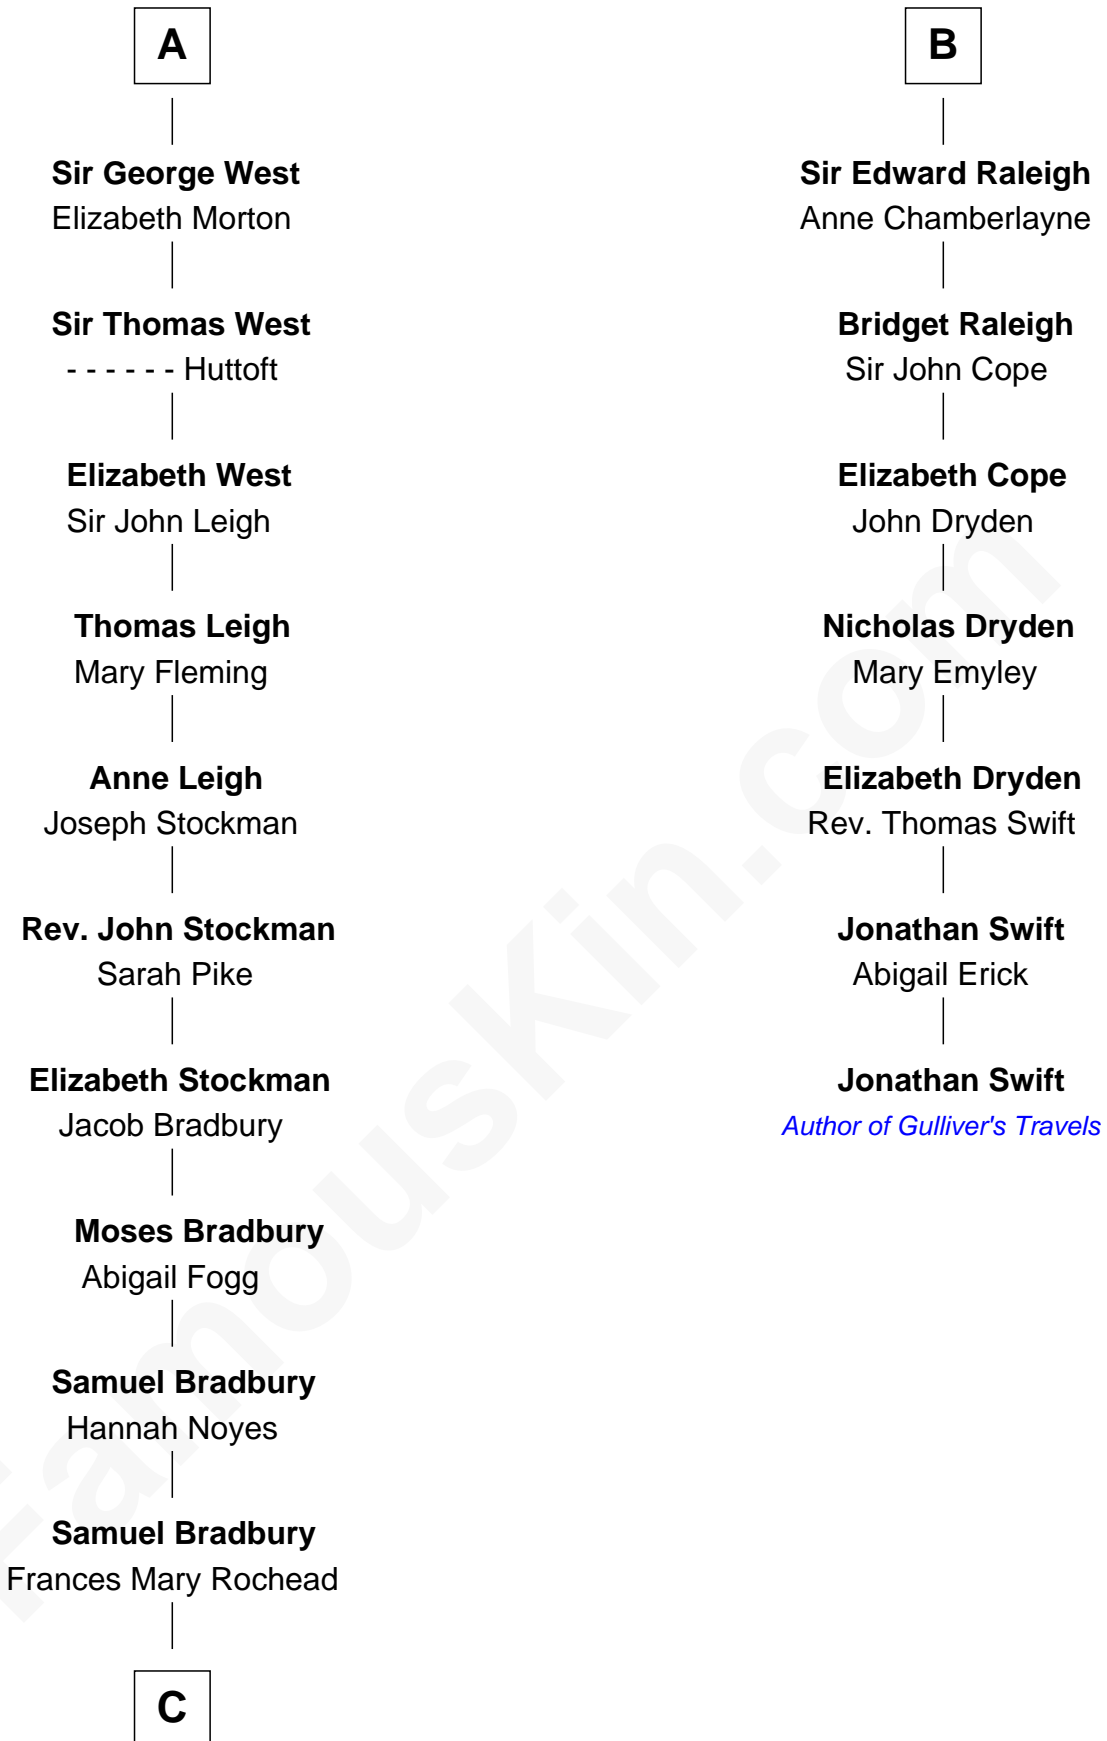 A
Sir George West
Elizabeth Morton
Sir Thomas West
- - - - - - Huttoft
Elizabeth West
Sir John Leigh
Thomas Leigh
Mary Fleming
Anne Leigh
Joseph Stockman
Rev. John Stockman
Sarah Pike
Elizabeth Stockman
Jacob Bradbury
Moses Bradbury
Abigail Fogg
Samuel Bradbury
Hannah Noyes
Samuel Bradbury
Frances Mary Rochead
C
B
Sir Edward Raleigh
Anne Chamberlayne
Bridget Raleigh
Sir John Cope
Elizabeth Cope
John Dryden
Nicholas Dryden
Mary Emyley
Elizabeth Dryden
Rev. Thomas Swift
Jonathan Swift
Abigail Erick
Jonathan Swift
Author of Gulliver's Travels
FamousKin.com